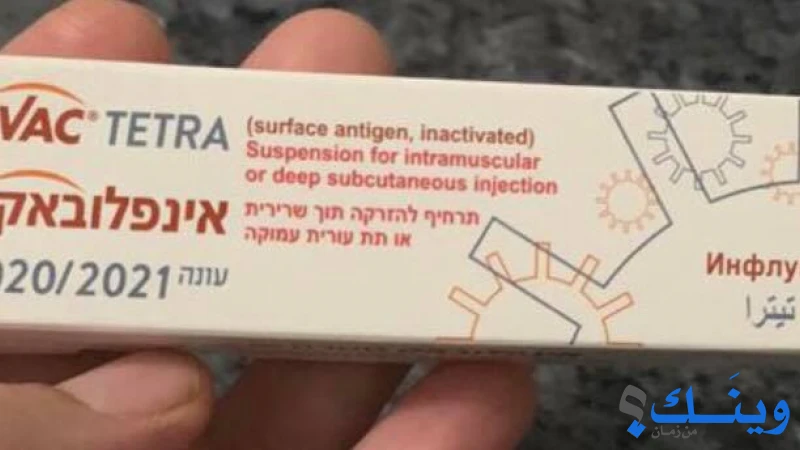 VAC® TETRA
(surface antigen, inactivated)
Suspension for intramuscular
or deep subcutaneous injection
אינפלובאק
תרחיף להזרקה תוך שרירית
או תת עורית עמוקה
020/2021 עונה
Инфлу
تيترا
وينك؟
من زمان